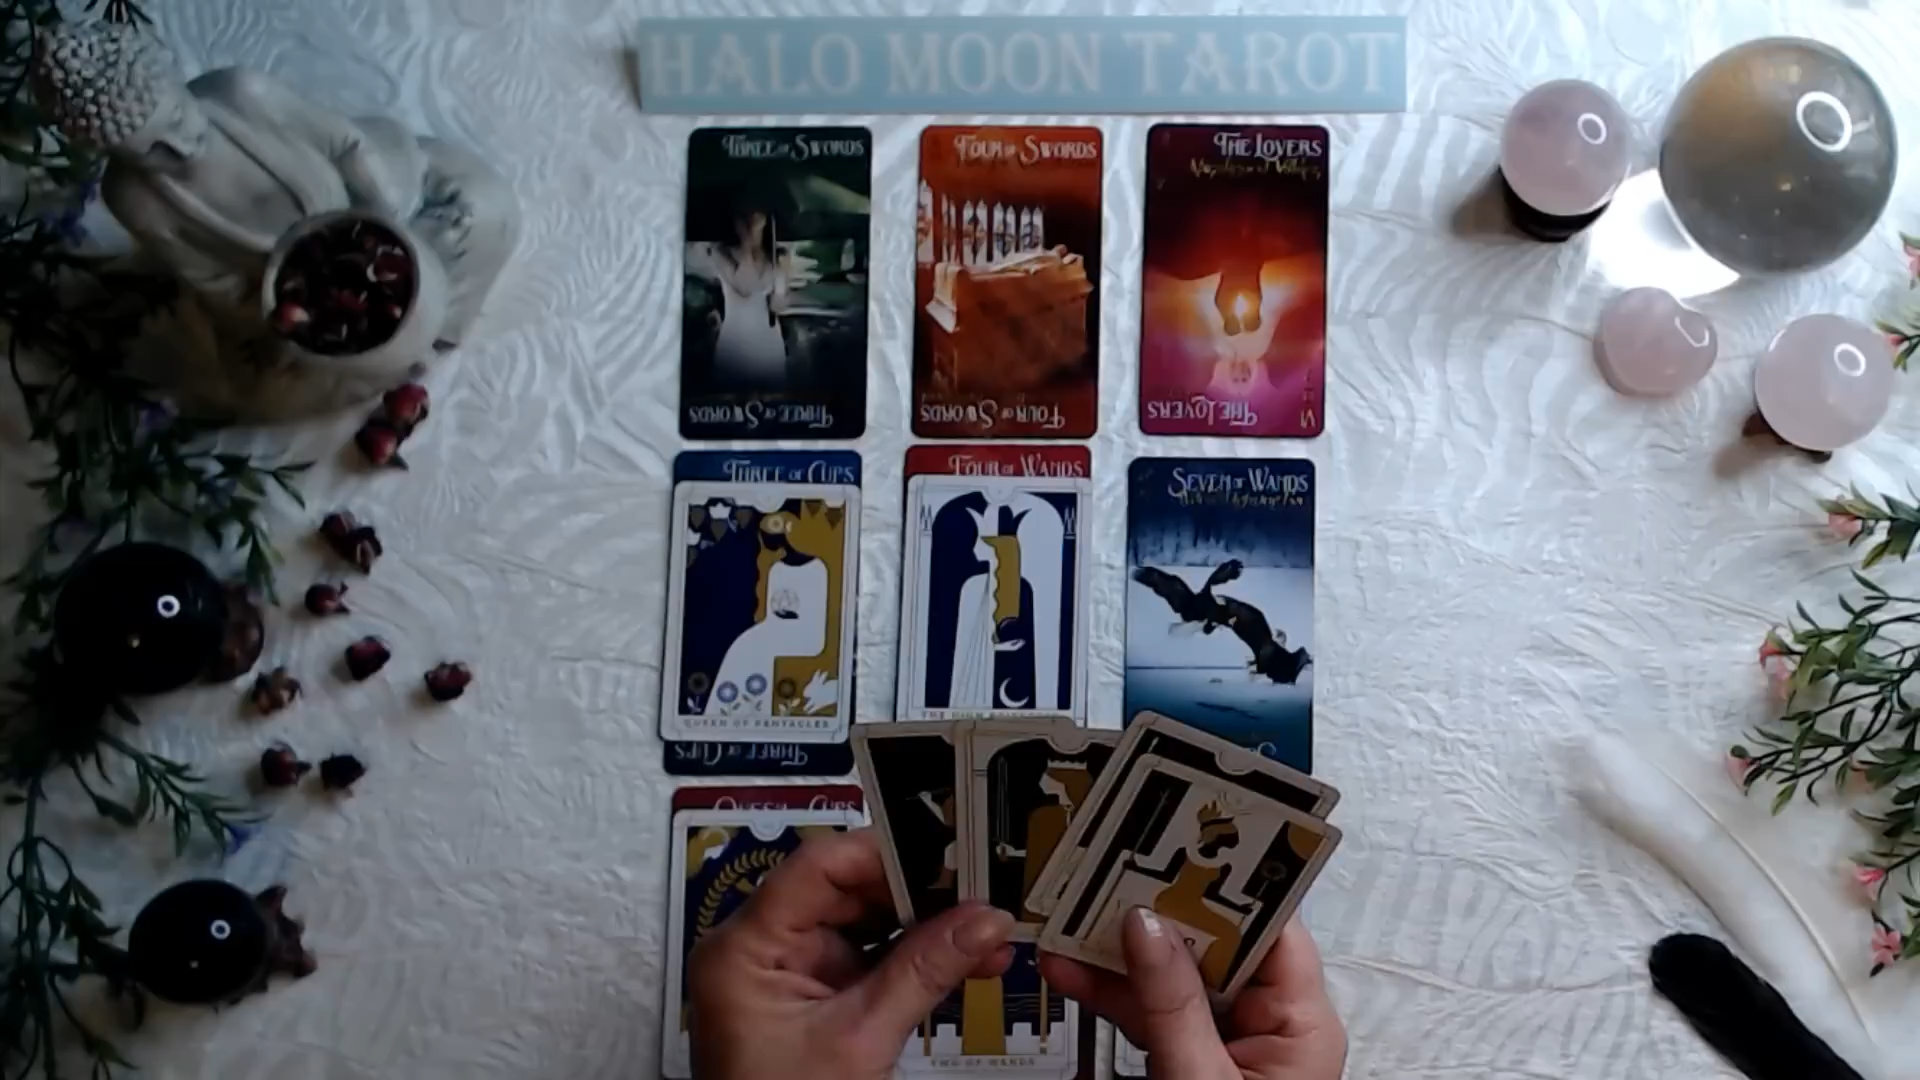 HALO MOON TAROT
THREE OF SWORDS
FOUR OF SWORDS
THE LOVERS
THREE OF SWORDS
FOUR OF SWORDS
THE LOVERS
VI
THREE OF CUPS
FOUR OF WANDS
SEVEN OF WANDS
QUEEN OF PENTACLES
THE HIGH
THREE OF CUPS
QUEEN OF CUPS
TWO OF WANDS